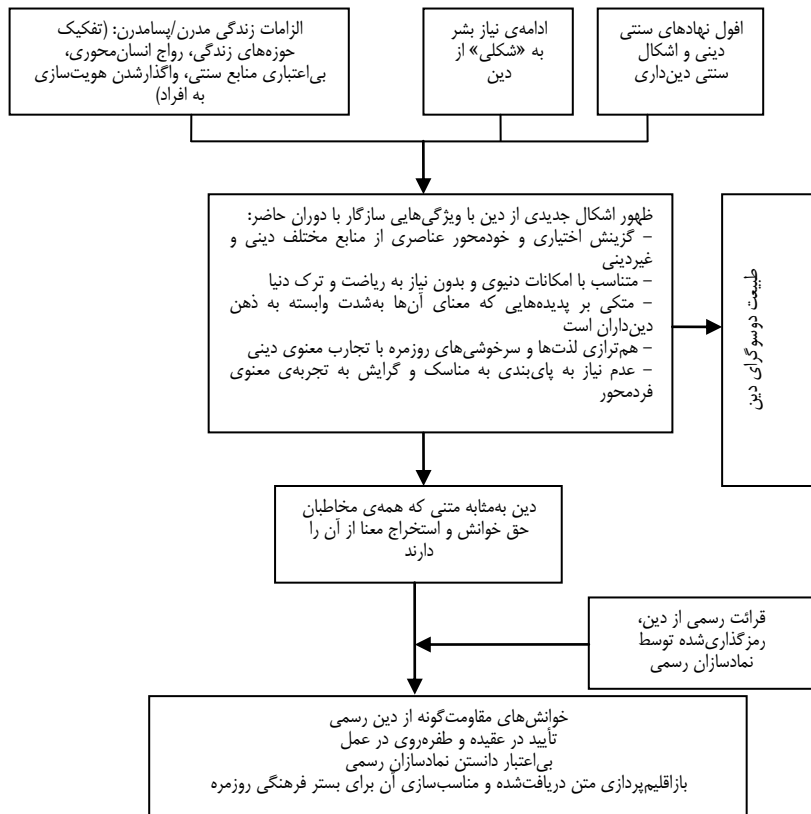 افول نهادهای سنتی
دینی و اشکال
سنتی دین‌داری
ادامه‌ی نیاز بشر
به «شکلی» از
دین
الزامات زندگی مدرن/پسامدرن: (تفکیک
حوزه‌های زندگی، رواج انسان‌محوری،
بی‌اعتباری منابع سنتی، واگذارشدن هویت‌سازی
به افراد)
ظهور اشکال جدیدی از دین با ویژگی‌هایی سازگار با دوران حاضر:
- گزینش اختیاری و خودمحور عناصری از منابع مختلف دینی و
غیردینی
- متناسب با امکانات دنیوی و بدون نیاز به ریاضت و ترک دنیا
- متکی بر پدیده‌هایی که معنای آن‌ها به‌شدت وابسته به ذهن
دین‌داران است
- هم‌ترازی لذت‌ها و سرخوشی‌های روزمره با تجارب معنوی دینی
- عدم نیاز به پای‌بندی به مناسک و گرایش به تجربه‌ی معنوی
فردمحور
طبیعت دوسوگرای دین
دین به‌مثابه متنی که همه‌ی مخاطبان
حق خوانش و استخراج معنا از آن را
دارند
قرائت رسمی از دین،
رمزگذاری‌شده توسط
نمادسازان رسمی
خوانش‌های مقاومت‌گونه از دین رسمی
تأیید در عقیده و طفره‌روی در عمل
بی‌اعتبار دانستن نمادسازان رسمی
بازاقلیم‌پردازی متن دریافت‌شده و مناسب‌سازی آن برای بستر فرهنگی روزمره